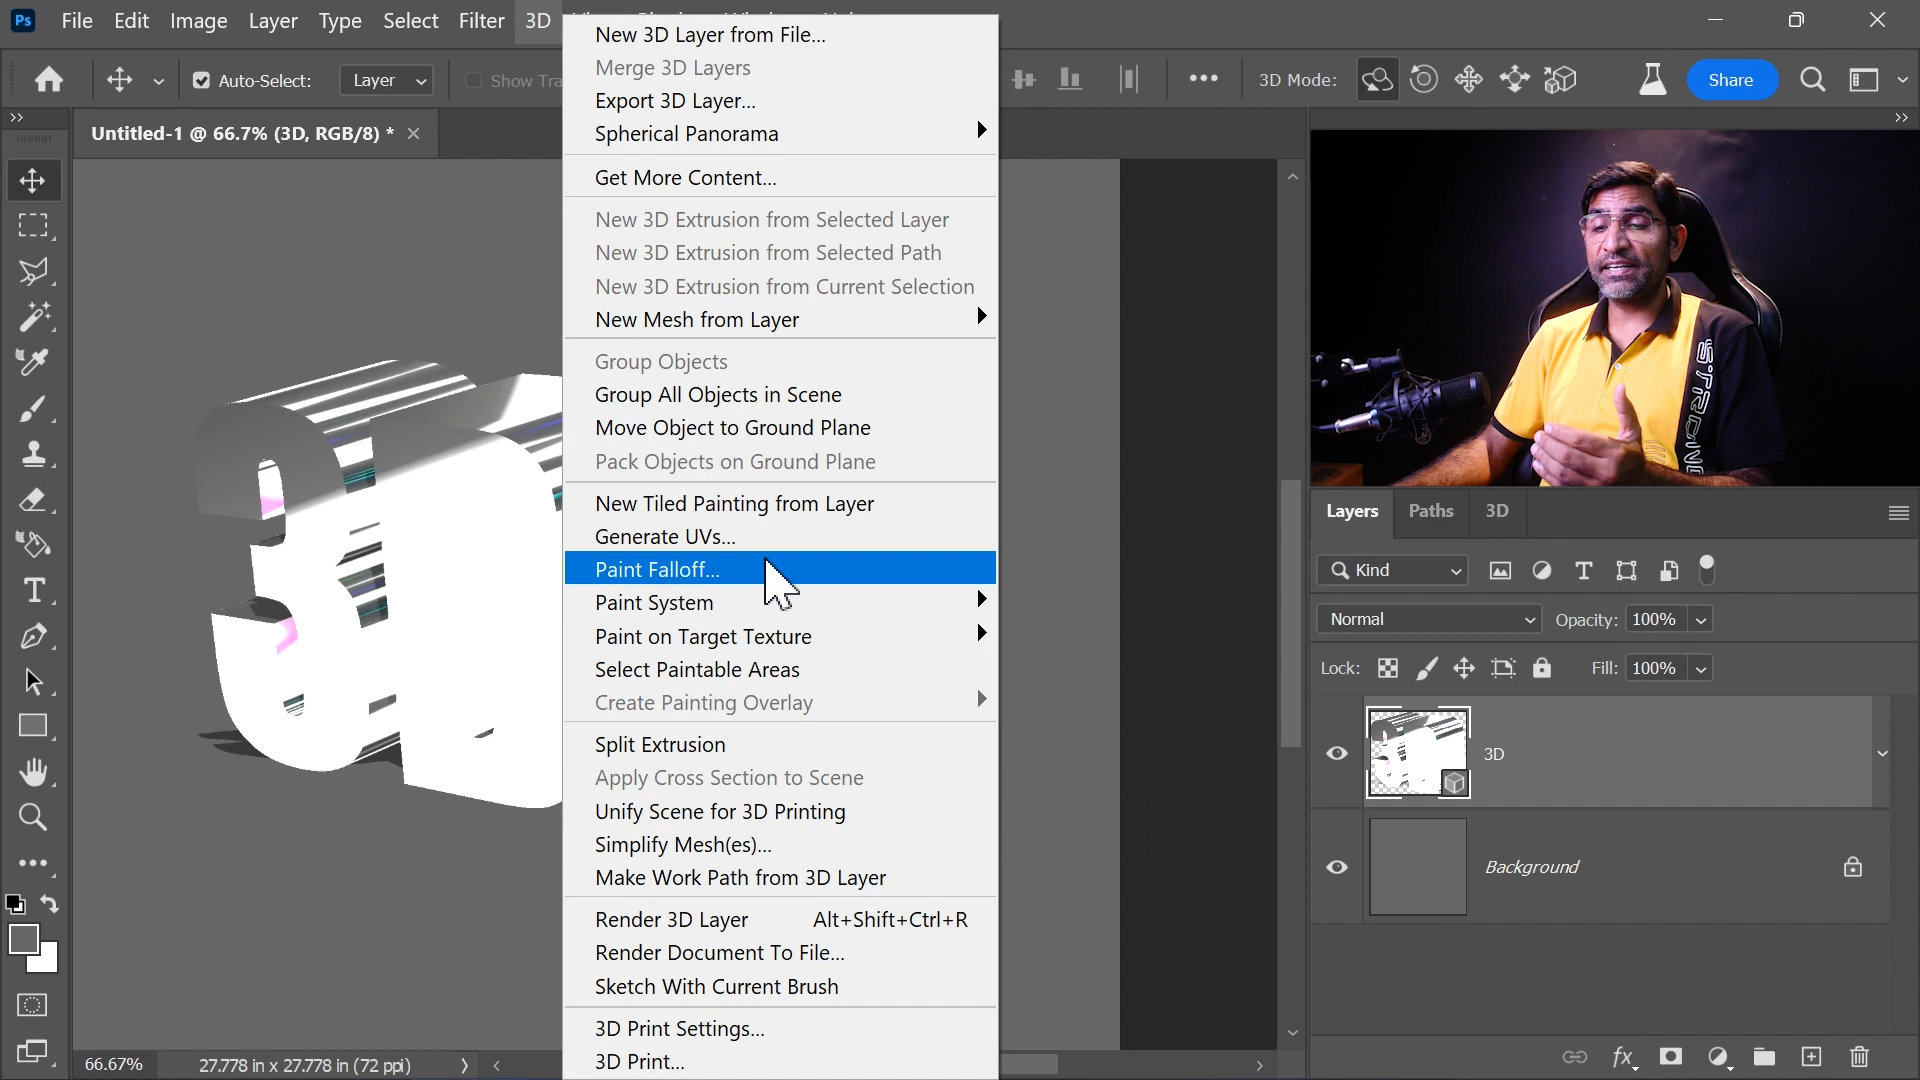 Ps File Edit Image Layer Type Select Filter 3D
Auto-Select: Layer Show Tra 3D Mode: Share
Untitled-1 @ 66.7% (3D, RGB/8) *
New 3D Layer from File...
Merge 3D Layers
Export 3D Layer...
Spherical Panorama
Get More Content...
New 3D Extrusion from Selected Layer
New 3D Extrusion from Selected Path
New 3D Extrusion from Current Selection
New Mesh from Layer
Group Objects
Group All Objects in Scene
Move Object to Ground Plane
Pack Objects on Ground Plane
New Tiled Painting from Layer
Generate UVs...
Paint Falloff...
Paint System
Paint on Target Texture
Select Paintable Areas
Create Painting Overlay
Split Extrusion
Apply Cross Section to Scene
Unify Scene for 3D Printing
Simplify Mesh(es)...
Make Work Path from 3D Layer
Render 3D Layer Alt+Shift+Ctrl+R
Render Document To File...
Sketch With Current Brush
3D Print Settings...
3D Print...
Layers Paths 3D
Kind
Normal Opacity: 100%
Lock: Fill: 100%
3D
Background
fx
66.67% 27.778 in x 27.778 in (72 ppi)